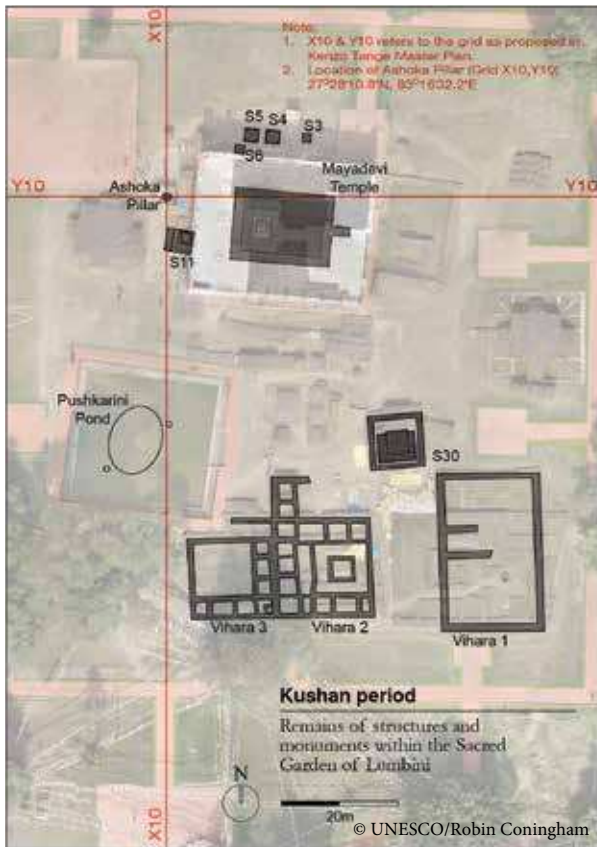 X10
Note:
1. X10 & Y10 refers to the grid as proposed in
Kenzo Tange Master Plan.
2. Location of Ashoka Pillar (Grid X10,Y10)
S5 S4 S3
S6
Mayadevi
Temple
Y10
Ashoka
Pillar
Y10
S11
Pushkarini
Pond
S30
Vihara 3
Vihara 2
Vihara 1
Kushan period
Remains of structures and
monuments within the Sacred
Garden of Lumbini
N
20m
X10
© UNESCO/Robin Coningham